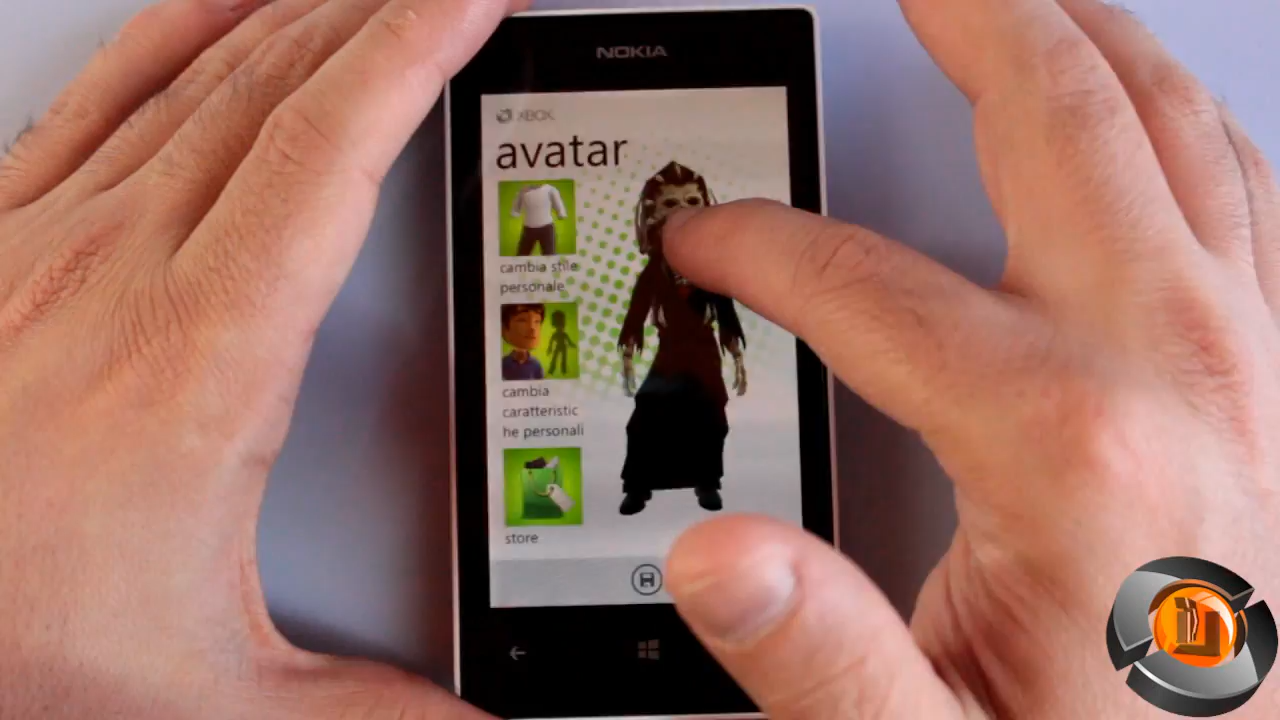 NOKIA
XBOX
avatar
cambia stile
personale
cambia
caratteristic
he personali
store